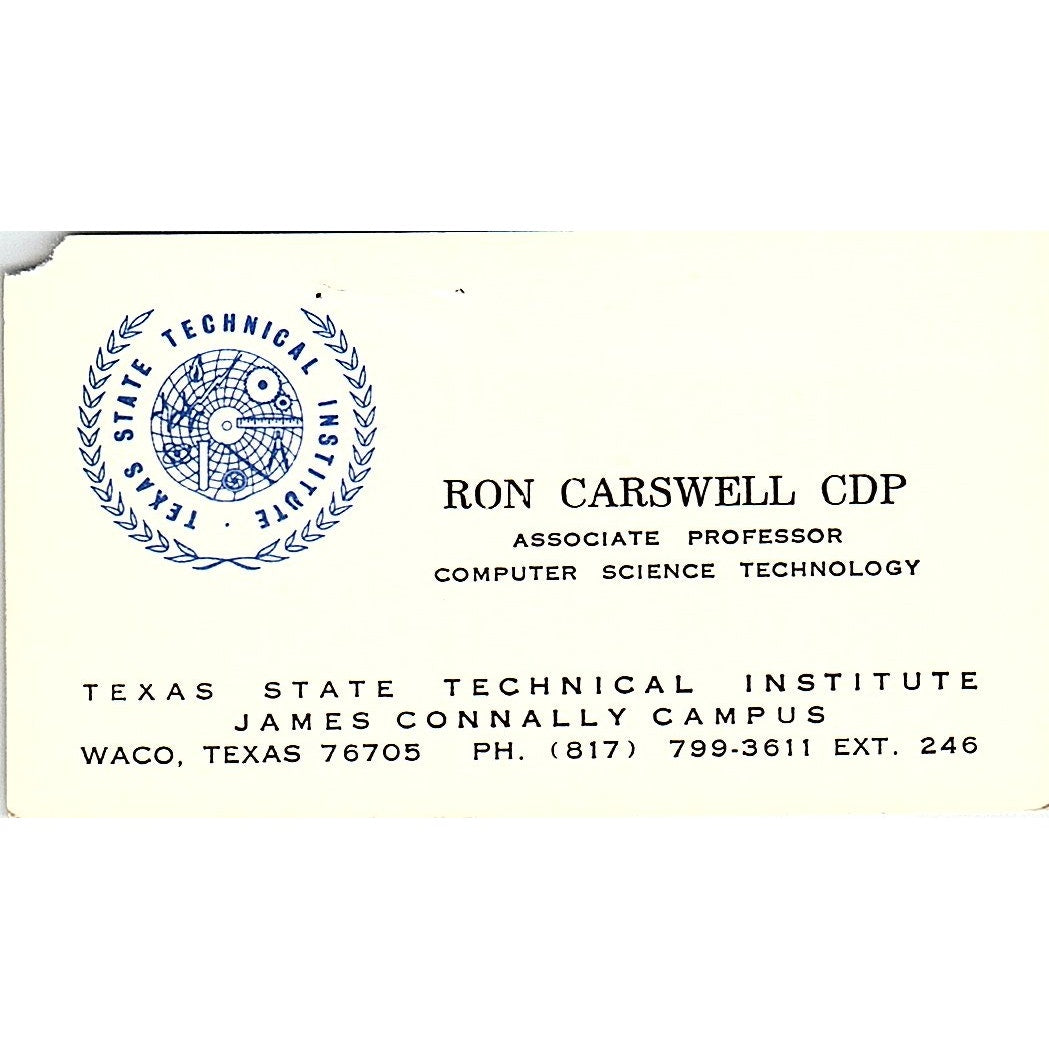 TEXAS STATE TECHNICAL INSTITUTE ·
RON CARSWELL CDP
ASSOCIATE PROFESSOR
COMPUTER SCIENCE TECHNOLOGY
TEXAS STATE TECHNICAL INSTITUTE
JAMES CONNALLY CAMPUS
WACO, TEXAS 76705 PH. (817) 799-3611 EXT. 246